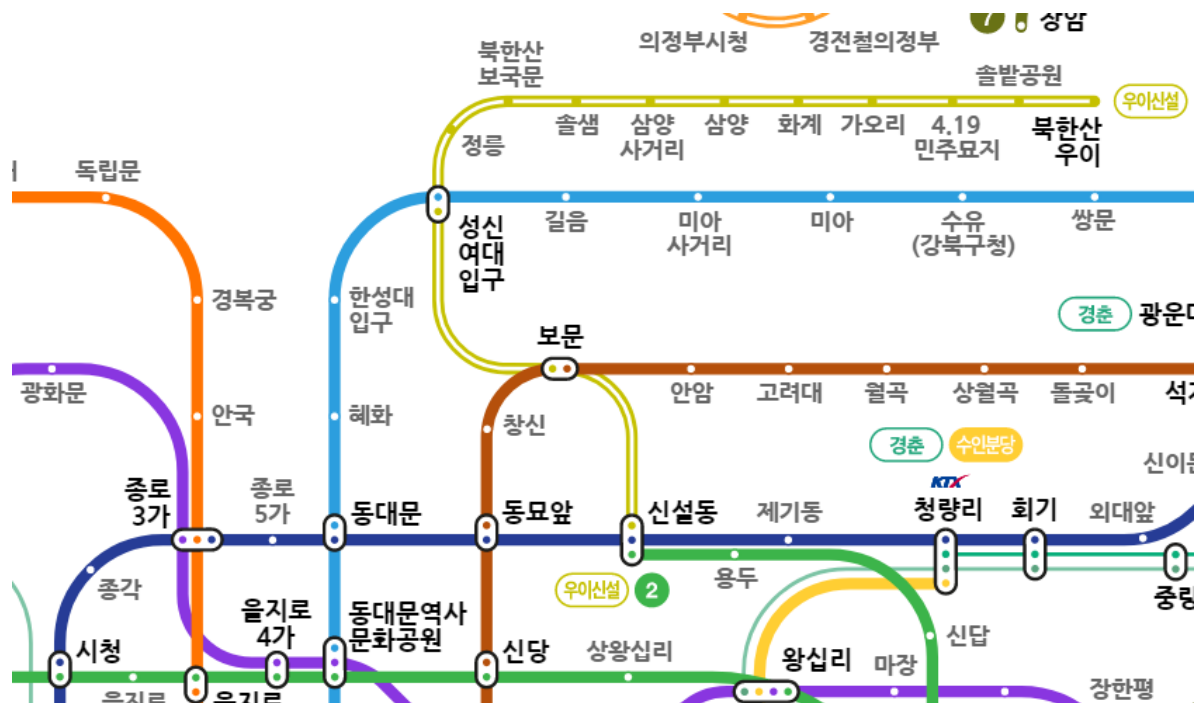 7
상암
의정부시청
경전철의정부
북한산
보국문
솔밭공원
우이신설
정릉
솔샘
삼양
사거리
삼양
화계
가오리
4.19
민주묘지
북한산
우이
독립문
성신
여대
입구
길음
미아
사거리
미아
수유
(강북구청)
쌍문
경복궁
한성대
입구
경춘
보문
광화문
안암
고려대
월곡
상월곡
돌곶이
안국
혜화
창신
경춘
수인분당
KTX
종로
3가
종로
5가
동대문
동묘앞
신설동
제기동
청량리
회기
외대앞
종각
우이신설
2
용두
시청
을지로
4가
동대문역사
문화공원
신당
상왕십리
왕십리
마장
신답
장한평